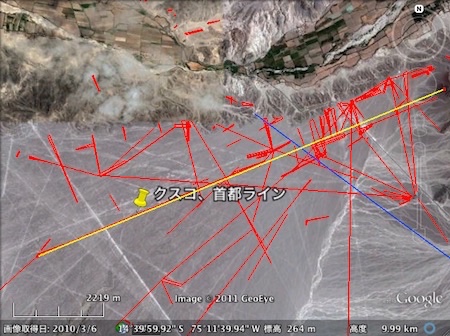 N
クスコ、首都ライン
2219 m
Image © 2011 GeoEye
Google
画像取得日: 2010/3/6
39'59.92" S 75°11'39.94" W 標高 264 m 高度 9.99 km